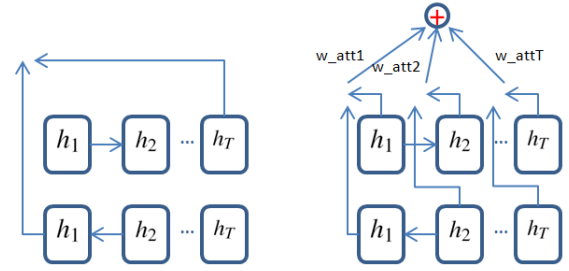 +
w_att1
w_att2
w_attT
h1 h2 ... hT
h1 h2 ... hT
h1 h2 ... hT
h1 h2 ... hT